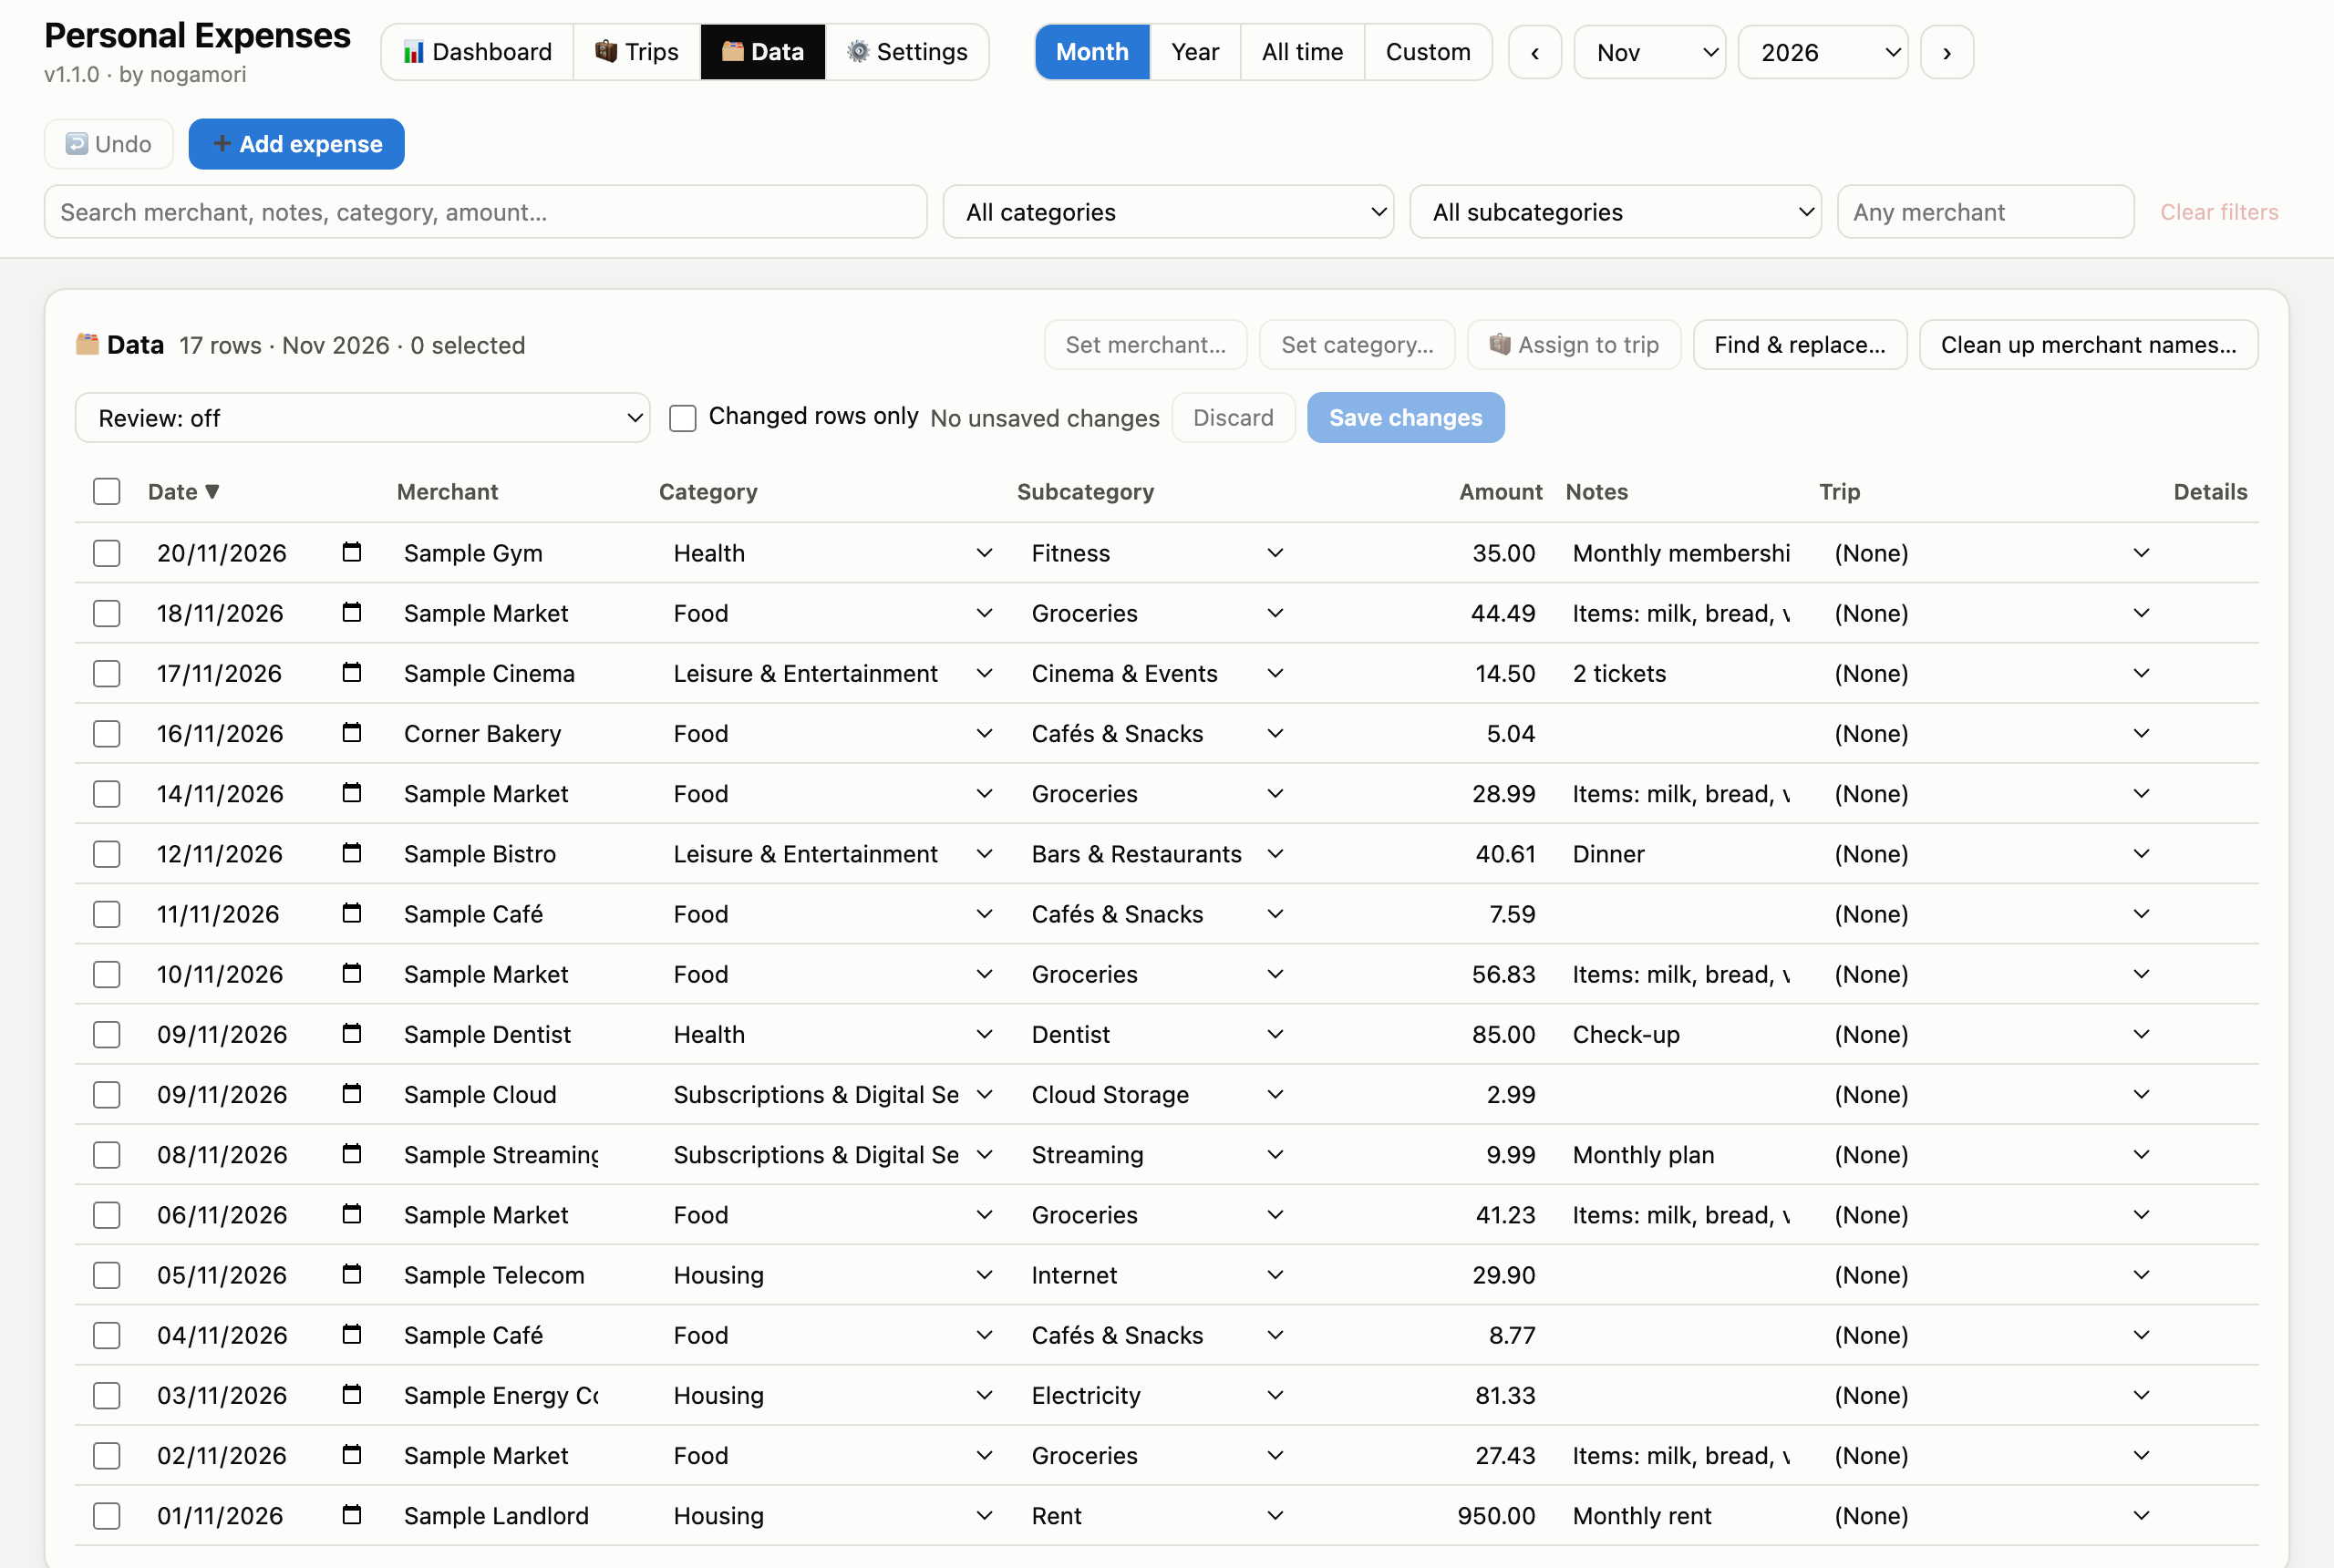 Personal Expenses
v1.1.0 · by nogamori
Dashboard Trips Data Settings Month Year All time Custom ‹ Nov 2026 ›
Undo Add expense
Search merchant, notes, category, amount... All categories All subcategories Any merchant Clear filters
Data 17 rows · Nov 2026 · 0 selected Set merchant... Set category... Assign to trip Find & replace... Clean up merchant names...
Review: off Changed rows only No unsaved changes Discard Save changes
Date ▼ Merchant Category Subcategory Amount Notes Trip Details
20/11/2026 Sample Gym Health Fitness 35.00 Monthly membershi (None)
18/11/2026 Sample Market Food Groceries 44.49 Items: milk, bread, (None)
17/11/2026 Sample Cinema Leisure & Entertainment Cinema & Events 14.50 2 tickets (None)
16/11/2026 Corner Bakery Food Cafés & Snacks 5.04 (None)
14/11/2026 Sample Market Food Groceries 28.99 Items: milk, bread, (None)
12/11/2026 Sample Bistro Leisure & Entertainment Bars & Restaurants 40.61 Dinner (None)
11/11/2026 Sample Café Food Cafés & Snacks 7.59 (None)
10/11/2026 Sample Market Food Groceries 56.83 Items: milk, bread, (None)
09/11/2026 Sample Dentist Health Dentist 85.00 Check-up (None)
09/11/2026 Sample Cloud Subscriptions & Digital Se Cloud Storage 2.99 (None)
08/11/2026 Sample Streaming Subscriptions & Digital Se Streaming 9.99 Monthly plan (None)
06/11/2026 Sample Market Food Groceries 41.23 Items: milk, bread, (None)
05/11/2026 Sample Telecom Housing Internet 29.90 (None)
04/11/2026 Sample Café Food Cafés & Snacks 8.77 (None)
03/11/2026 Sample Energy Co Housing Electricity 81.33 (None)
02/11/2026 Sample Market Food Groceries 27.43 Items: milk, bread, (None)
01/11/2026 Sample Landlord Housing Rent 950.00 Monthly rent (None)